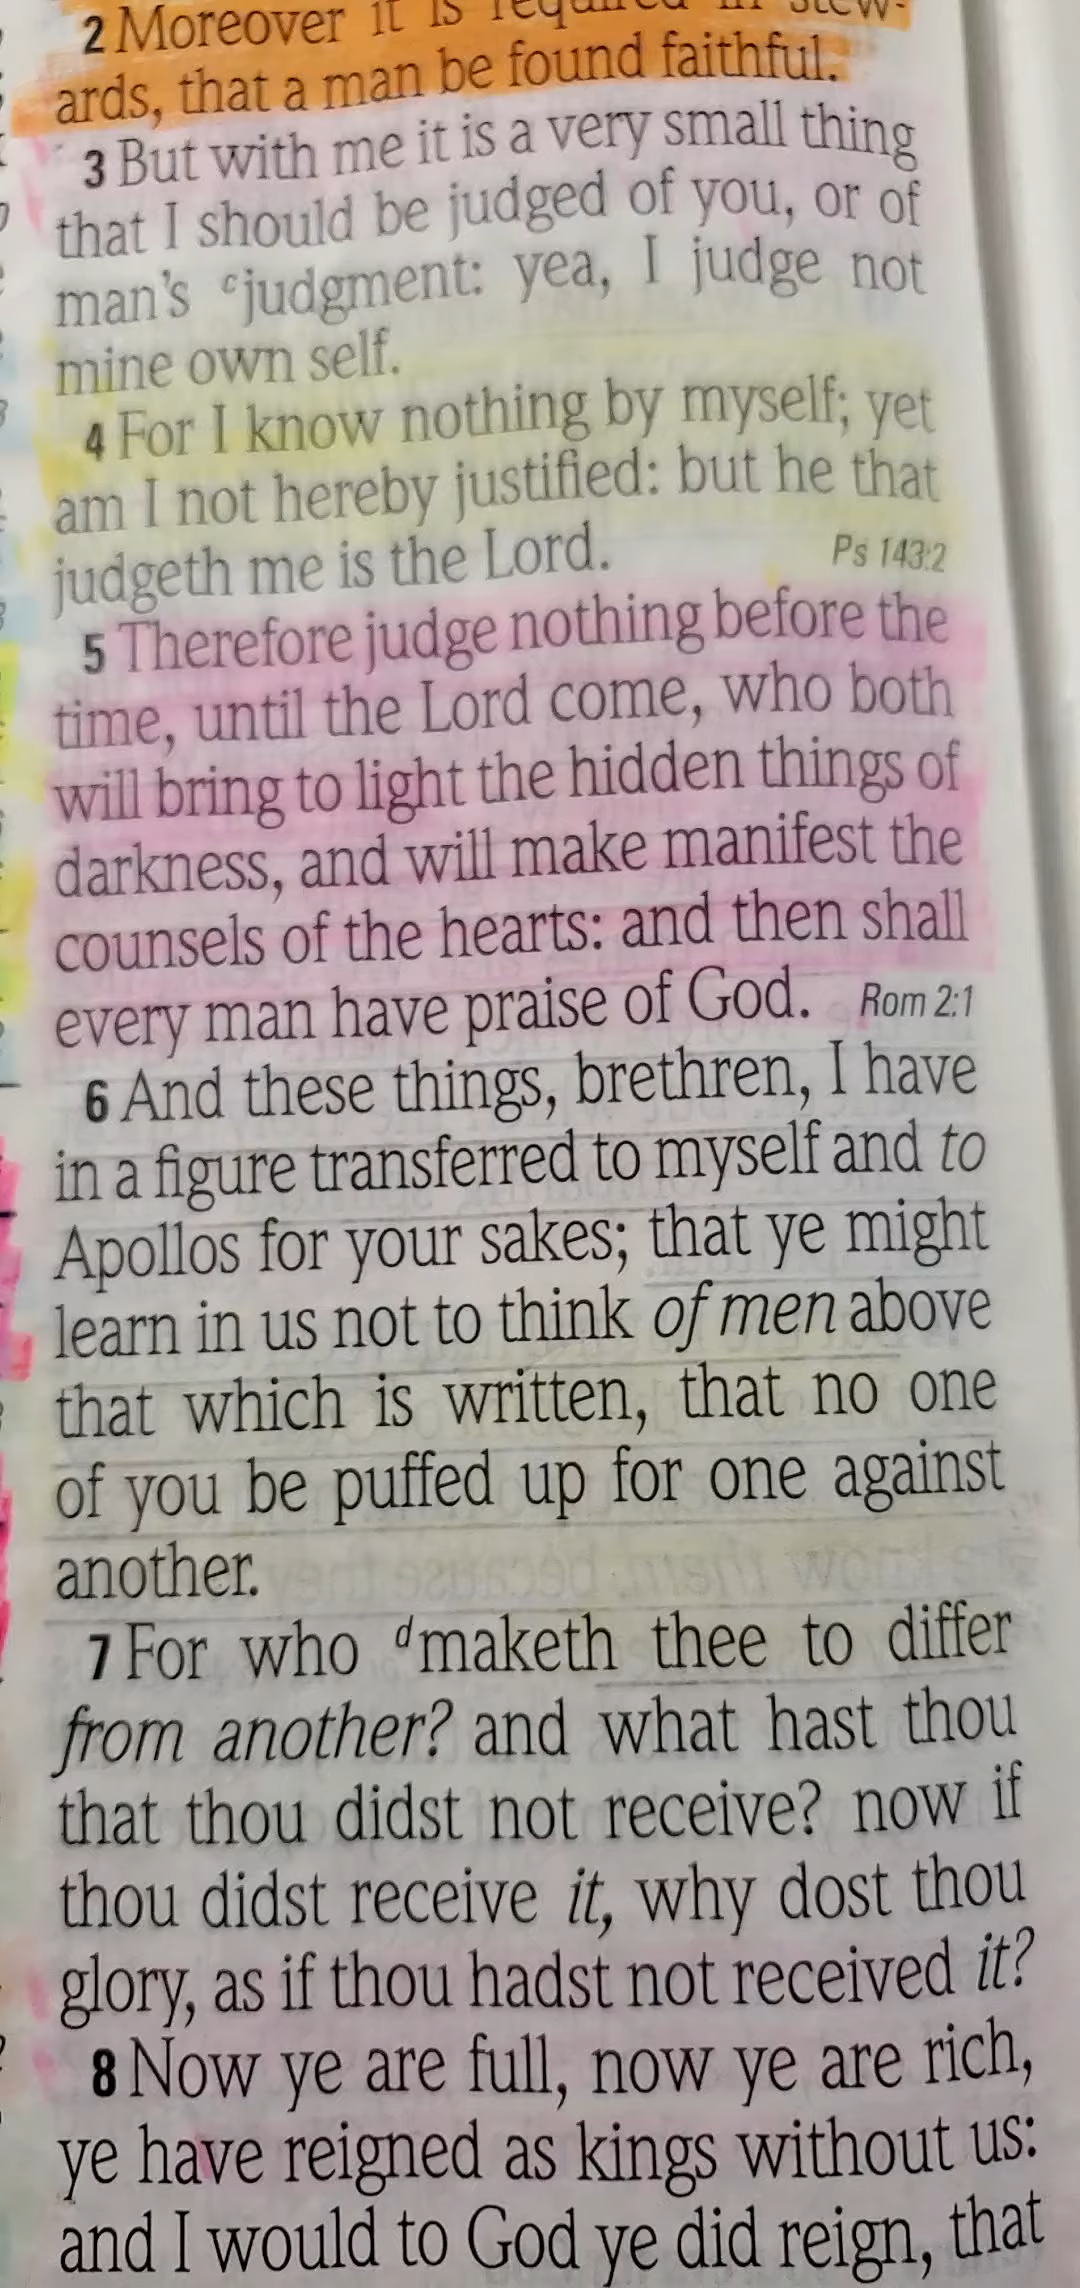 2 Moreover it is required in stew-
ards, that a man be found faithful.
3 But with me it is a very small thing
that I should be judged of you, or of
man's ᶜjudgment: yea, I judge not
mine own self.
4 For I know nothing by myself; yet
am I not hereby justified: but he that
judgeth me is the Lord. Ps 143:2
5 Therefore judge nothing before the
time, until the Lord come, who both
will bring to light the hidden things of
darkness, and will make manifest the
counsels of the hearts: and then shall
every man have praise of God. Rom 2:1
6 And these things, brethren, I have
in a figure transferred to myself and to
Apollos for your sakes; that ye might
learn in us not to think of men above
that which is written, that no one
of you be puffed up for one against
another.
7 For who ᵈmaketh thee to differ
from another? and what hast thou
that thou didst not receive? now if
thou didst receive it, why dost thou
glory, as if thou hadst not received it?
8 Now ye are full, now ye are rich,
ye have reigned as kings without us:
and I would to God ye did reign, that